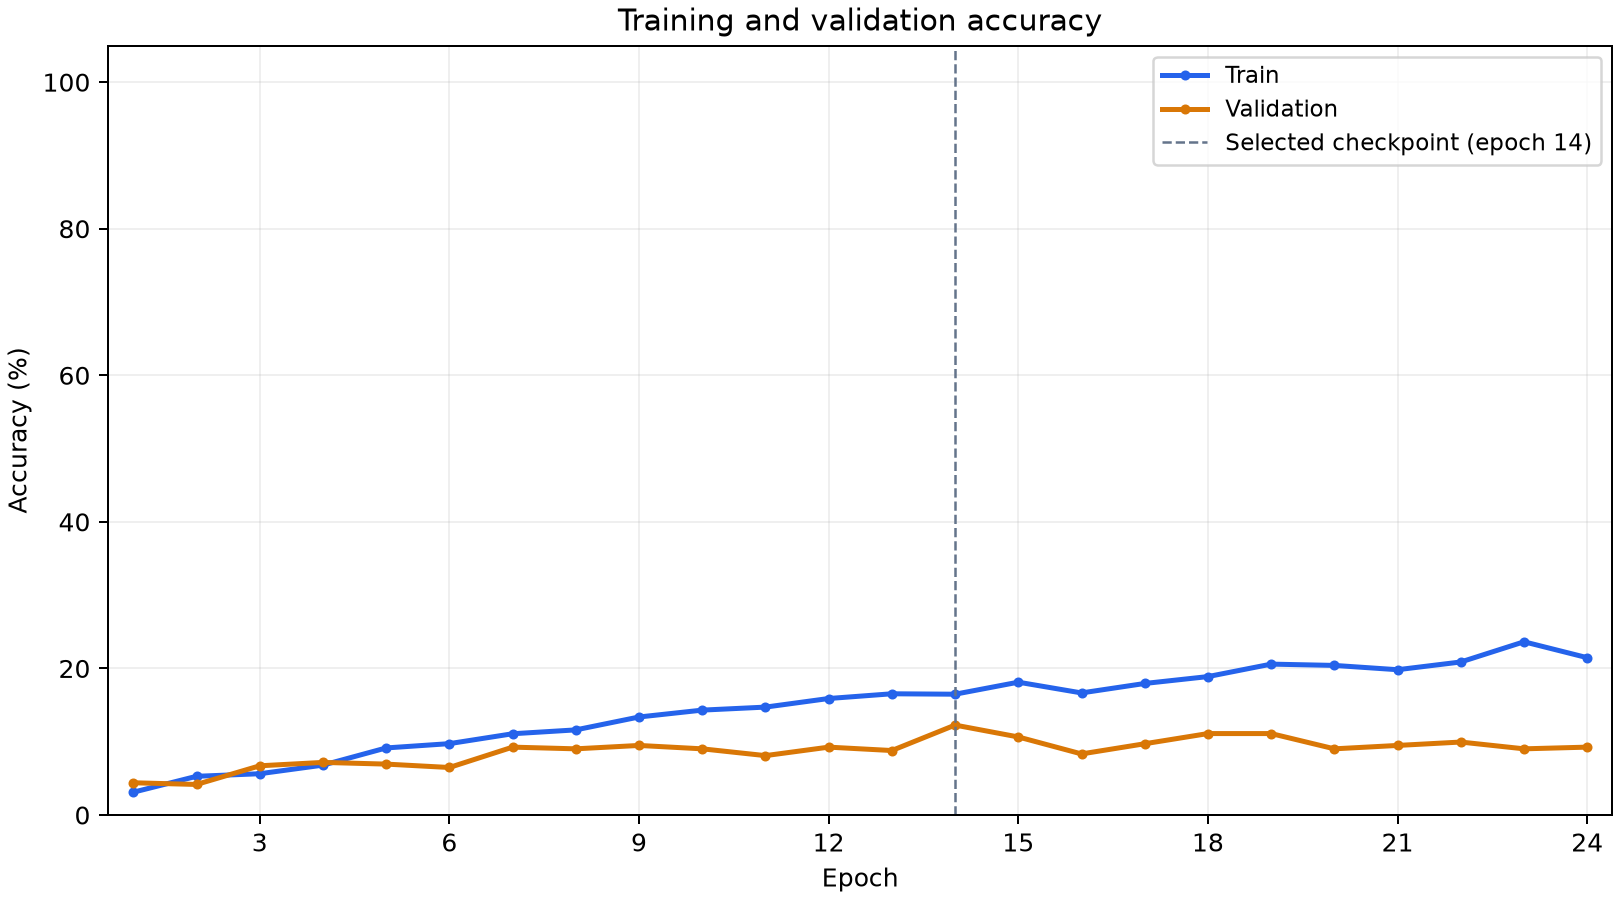 Training and validation accuracy
Train
Validation
Selected checkpoint (epoch 14)
Accuracy (%)
100
80
60
40
20
0
3 6 9 12 15 18 21 24
Epoch